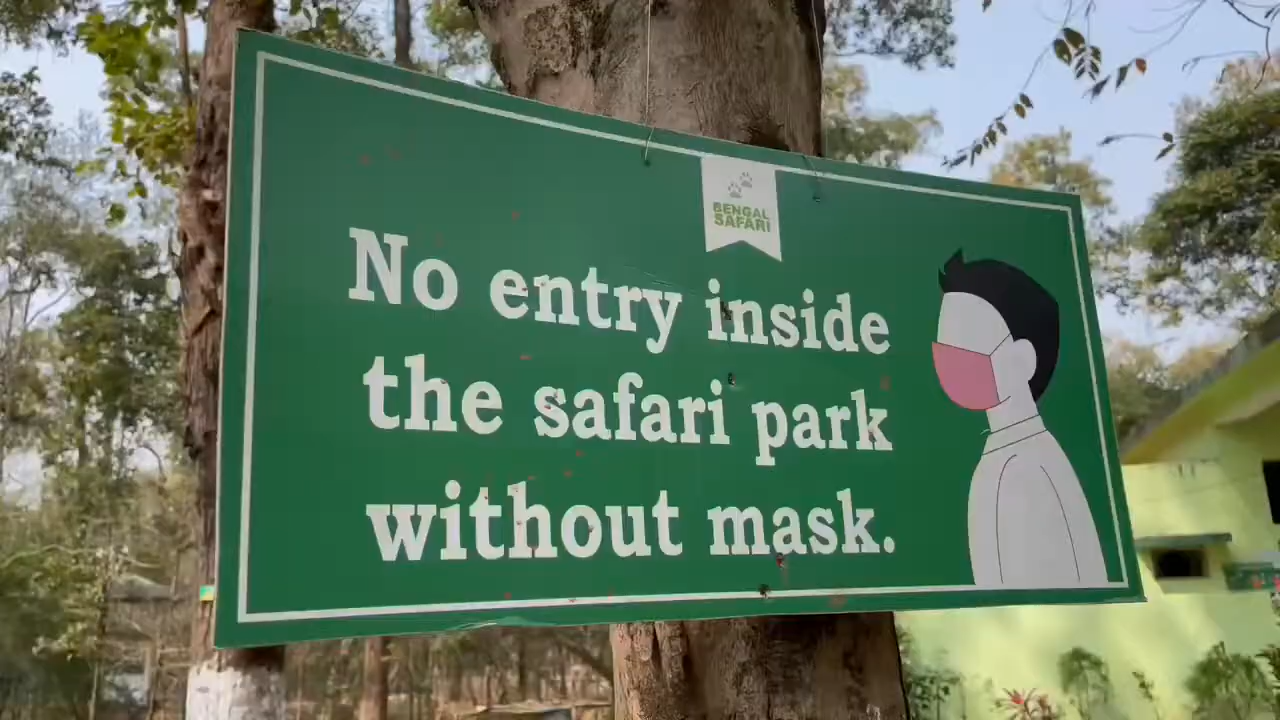 BENGAL
SAFARI
No entry inside
the safari park
without mask.